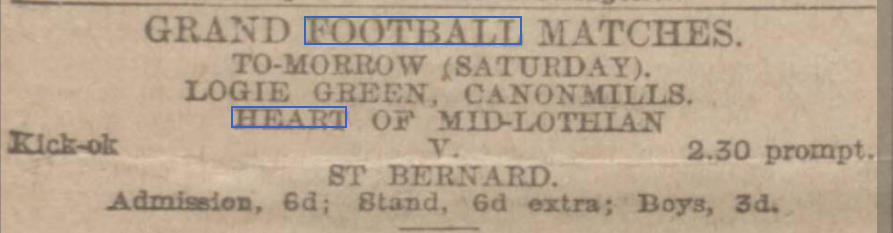 GRAND FOOTBALL MATCHES.
TO-MORROW (SATURDAY).
LOGIE GREEN, CANONMILLS.
HEART OF MID-LOTHIAN
Kick-ok V. 2.30 prompt.
ST BERNARD.
Admission, 6d; Stand, 6d extra; Boys, 3d.